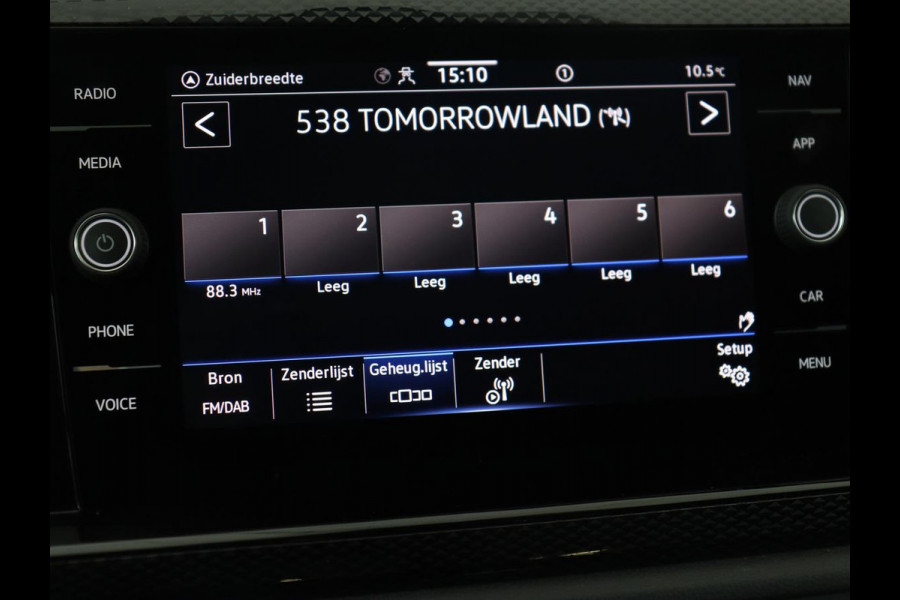 RADIO
MEDIA
PHONE
VOICE
Zuiderbreedte 15:10 1 10.5°C
< 538 TOMORROWLAND >
1 2 3 4 5 6
88.3 MHz Leeg Leeg Leeg Leeg Leeg
Bron Zenderlijst Geheug.lijst Zender Setup
FM/DAB
NAV
APP
CAR
MENU